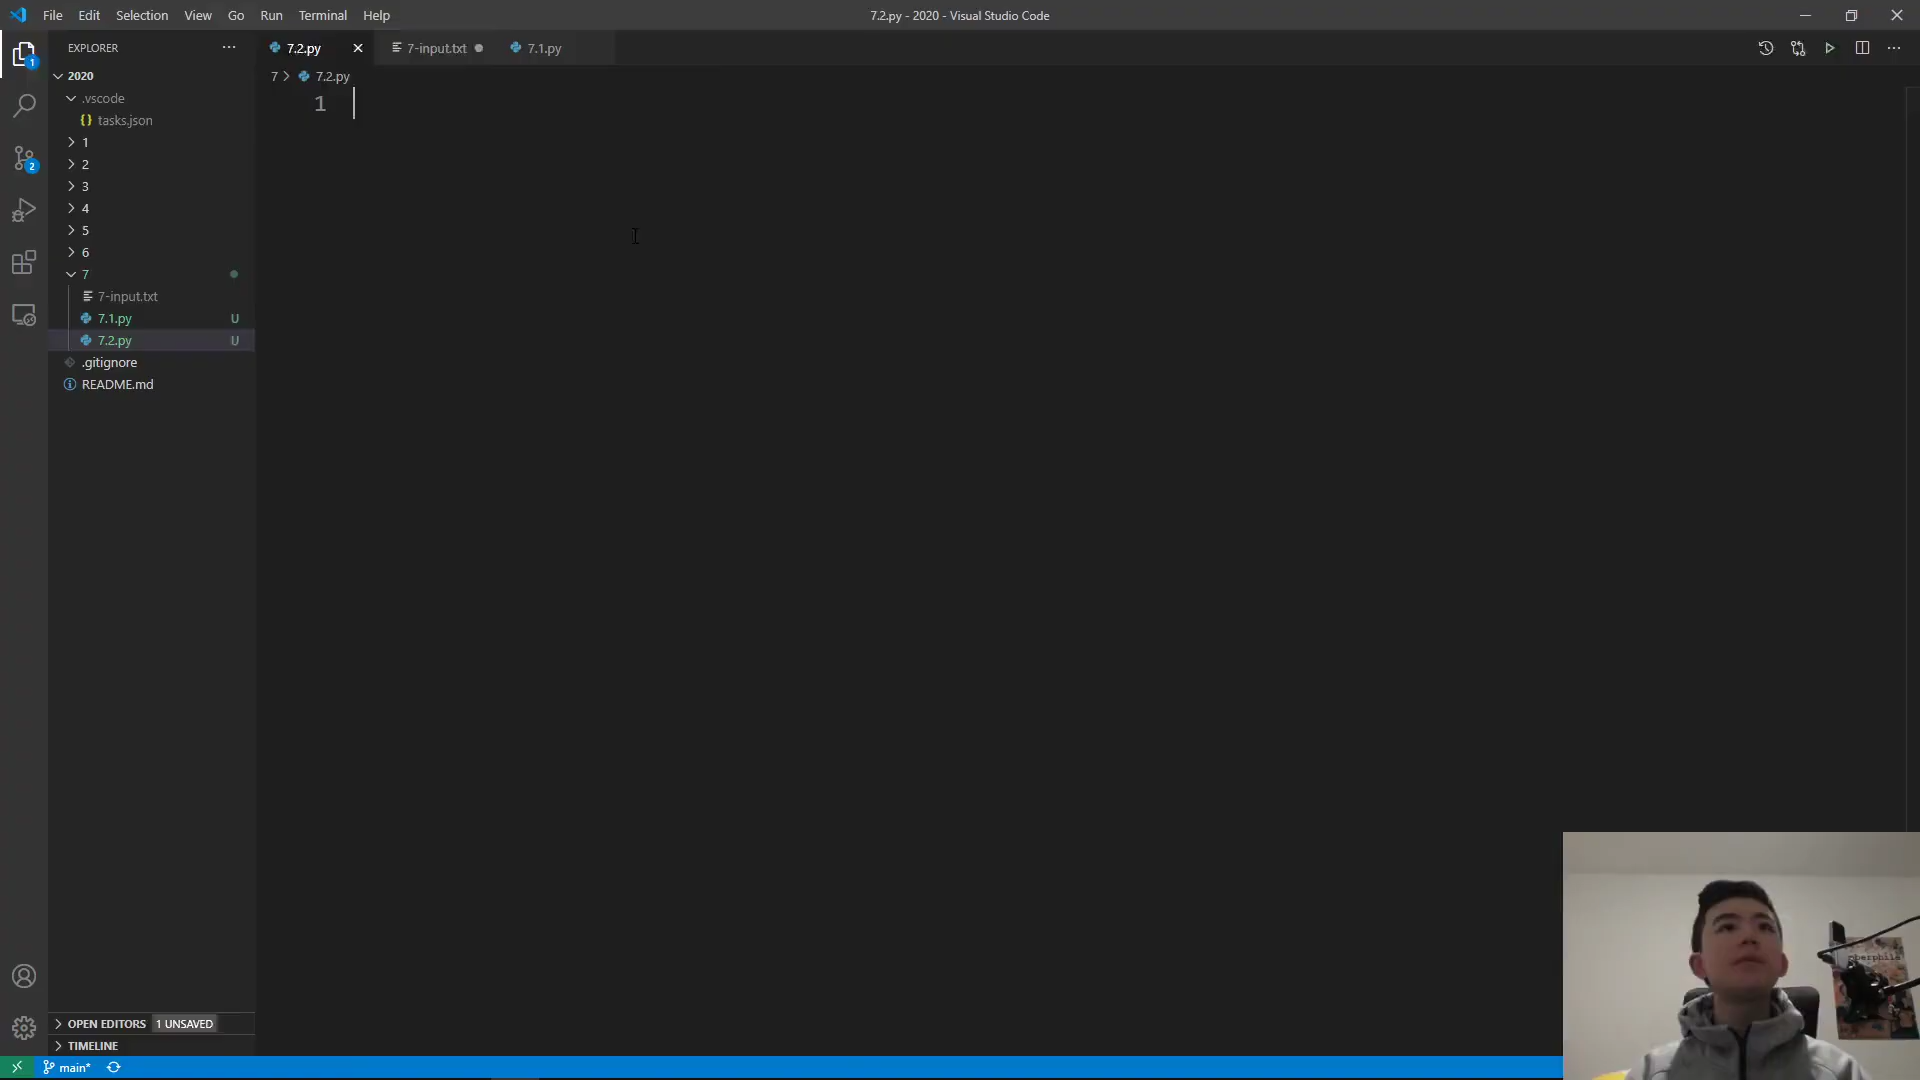 File Edit Selection View Go Run Terminal Help
7.2.py - 2020 - Visual Studio Code
EXPLORER
7.2.py
7-input.txt
7.1.py
2020
7 > 7.2.py
.vscode
1
tasks.json
1
2
3
4
5
6
7
7-input.txt
7.1.py U
7.2.py U
.gitignore
README.md
1
2
OPEN EDITORS 1 UNSAVED
TIMELINE
main*